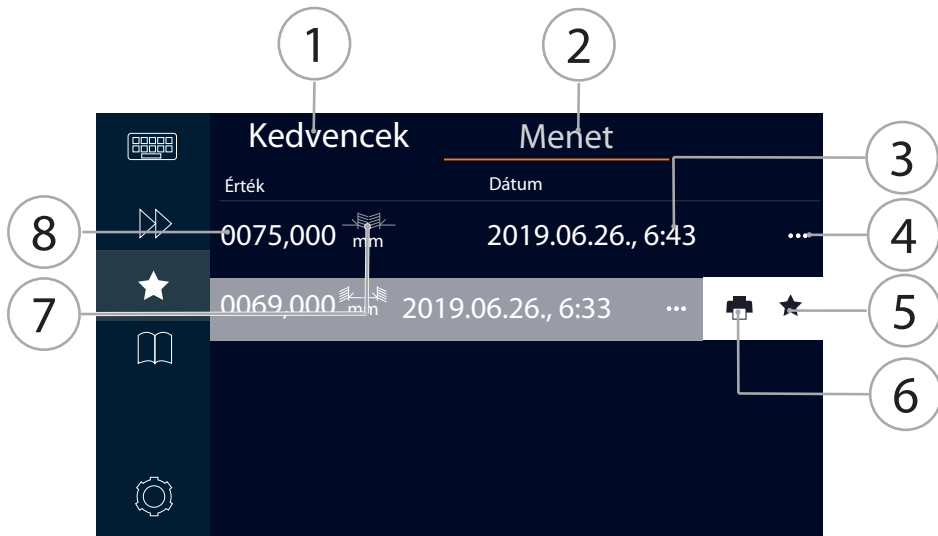 1
2
Kedvencek
Menet
3
Érték
Dátum
8
0075,000 mm
2019.06.26., 6:43
...
4
7
0069,000 mm
2019.06.26., 6:33
...
5
6